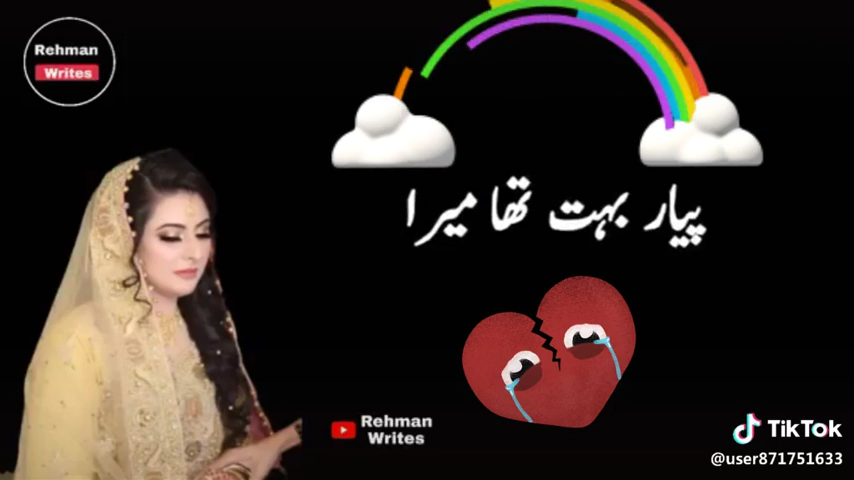 Rehman
Writes
پیار بہت تھا میرا
Rehman
Writes
TikTok
@user871751633